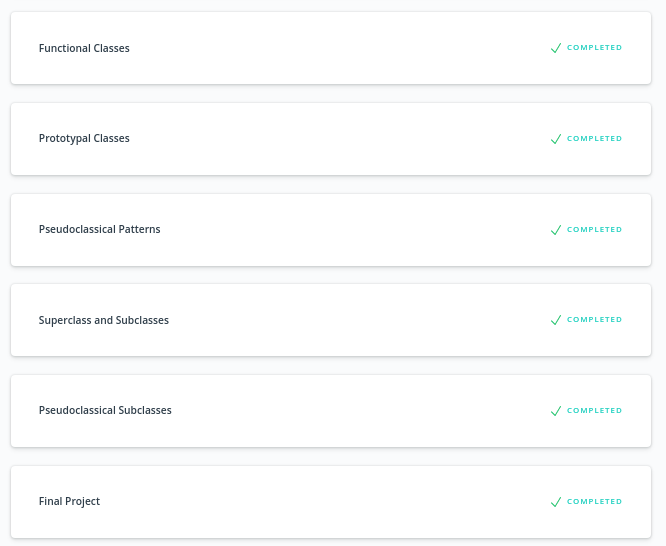 Functional Classes COMPLETED
Prototypal Classes COMPLETED
Pseudoclassical Patterns COMPLETED
Superclass and Subclasses COMPLETED
Pseudoclassical Subclasses COMPLETED
Final Project COMPLETED